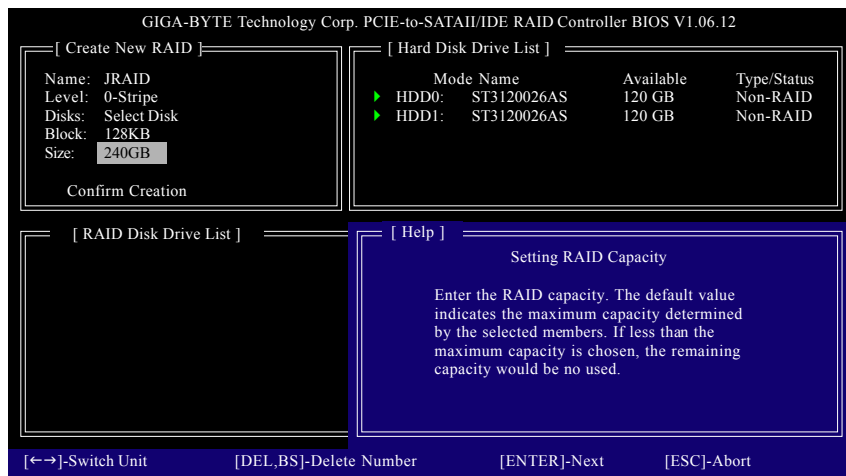 GIGA-BYTE Technology Corp. PCIE-to-SATAII/IDE RAID Controller BIOS V1.06.12
[ Create New RAID ]
Name: JRAID
Level: 0-Stripe
Disks: Select Disk
Block: 128KB
Size: 240GB
Confirm Creation
[ Hard Disk Drive List ]
Mode Name Available Type/Status
HDD0: ST3120026AS 120 GB Non-RAID
HDD1: ST3120026AS 120 GB Non-RAID
[ RAID Disk Drive List ]
[ Help ]
Setting RAID Capacity
Enter the RAID capacity. The default value
indicates the maximum capacity determined
by the selected members. If less than the
maximum capacity is chosen, the remaining
capacity would be no used.
[←→]-Switch Unit [DEL,BS]-Delete Number [ENTER]-Next [ESC]-Abort